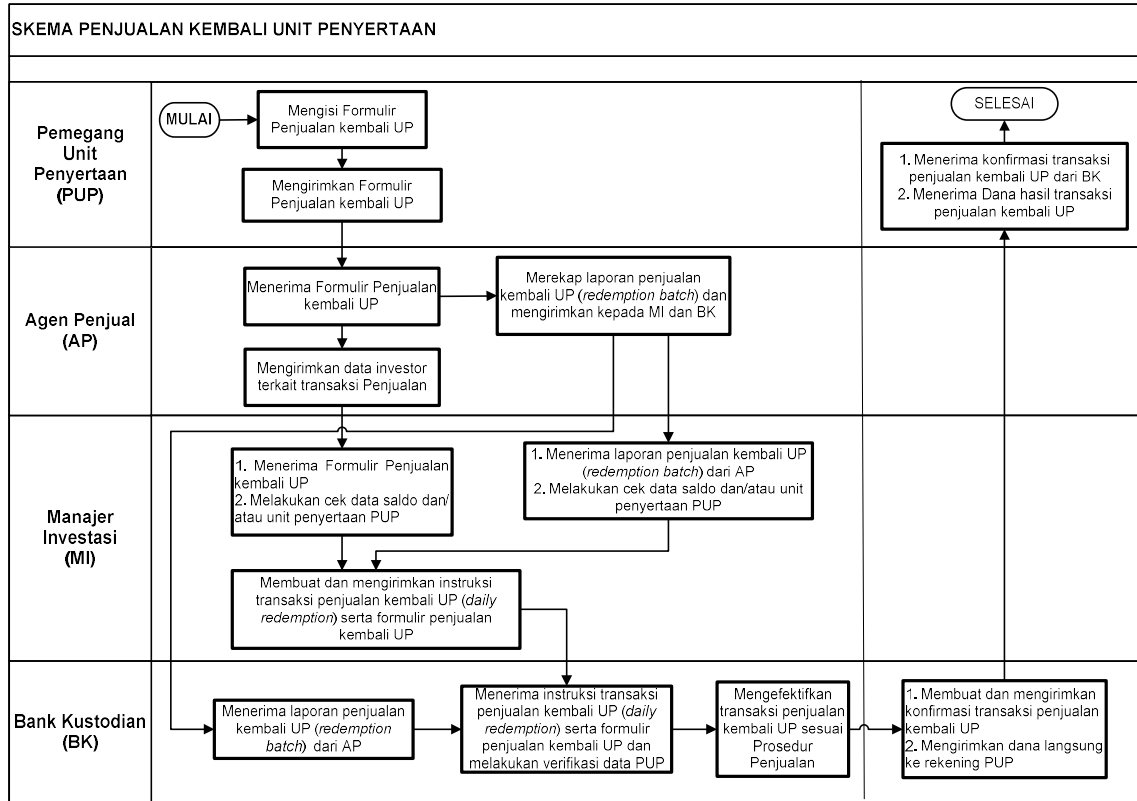 SKEMA PENJUALAN KEMBALI UNIT PENYERTAAN
Pemegang
Unit
Penyertaan
(PUP)
MULAI
Mengisi Formulir
Penjualan kembali UP
Mengirimkan Formulir
Penjualan kembali UP
SELESAI
1. Menerima konfirmasi transaksi
penjualan kembali UP dari BK
2. Menerima Dana hasil transaksi
penjualan kembali UP
Agen Penjual
(AP)
Menerima Formulir Penjualan
kembali UP
Merekap laporan penjualan
kembali UP (redemption batch) dan
mengirimkan kepada MI dan BK
Mengirimkan data investor
terkait transaksi Penjualan
Manajer
Investasi
(MI)
1. Menerima Formulir Penjualan
kembali UP
2. Melakukan cek data saldo dan/
atau unit penyertaan PUP
1. Menerima laporan penjualan kembali UP
(redemption batch) dari AP
2. Melakukan cek data saldo dan/atau unit
penyertaan PUP
Membuat dan mengirimkan instruksi
transaksi penjualan kembali UP (daily
redemption) serta formulir penjualan
kembali UP
Bank Kustodian
(BK)
Menerima laporan penjualan
kembali UP (redemption
batch) dari AP
Menerima instruksi transaksi
penjualan kembali UP (daily
redemption) serta formulir
penjualan kembali UP dan
melakukan verifikasi data PUP
Mengefektifkan
transaksi penjualan
kembali UP sesuai
Prosedur
Penjualan
1. Membuat dan mengirimkan
konfirmasi transaksi penjualan
kembali UP
2. Mengirimkan dana langsung
ke rekening PUP